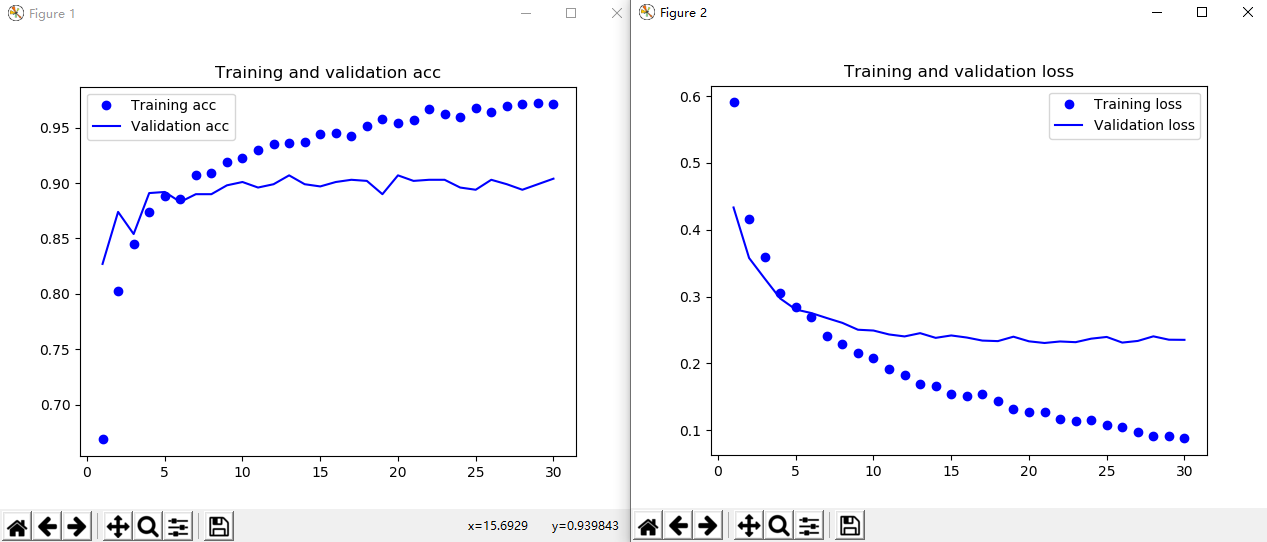 Figure 1
Training and validation acc
Training acc
Validation acc
0.95
0.90
0.85
0.80
0.75
0.70
0 5 10 15 20 25 30
x=15.6929 y=0.939843
Figure 2
Training and validation loss
Training loss
Validation loss
0.6
0.5
0.4
0.3
0.2
0.1
0 5 10 15 20 25 30